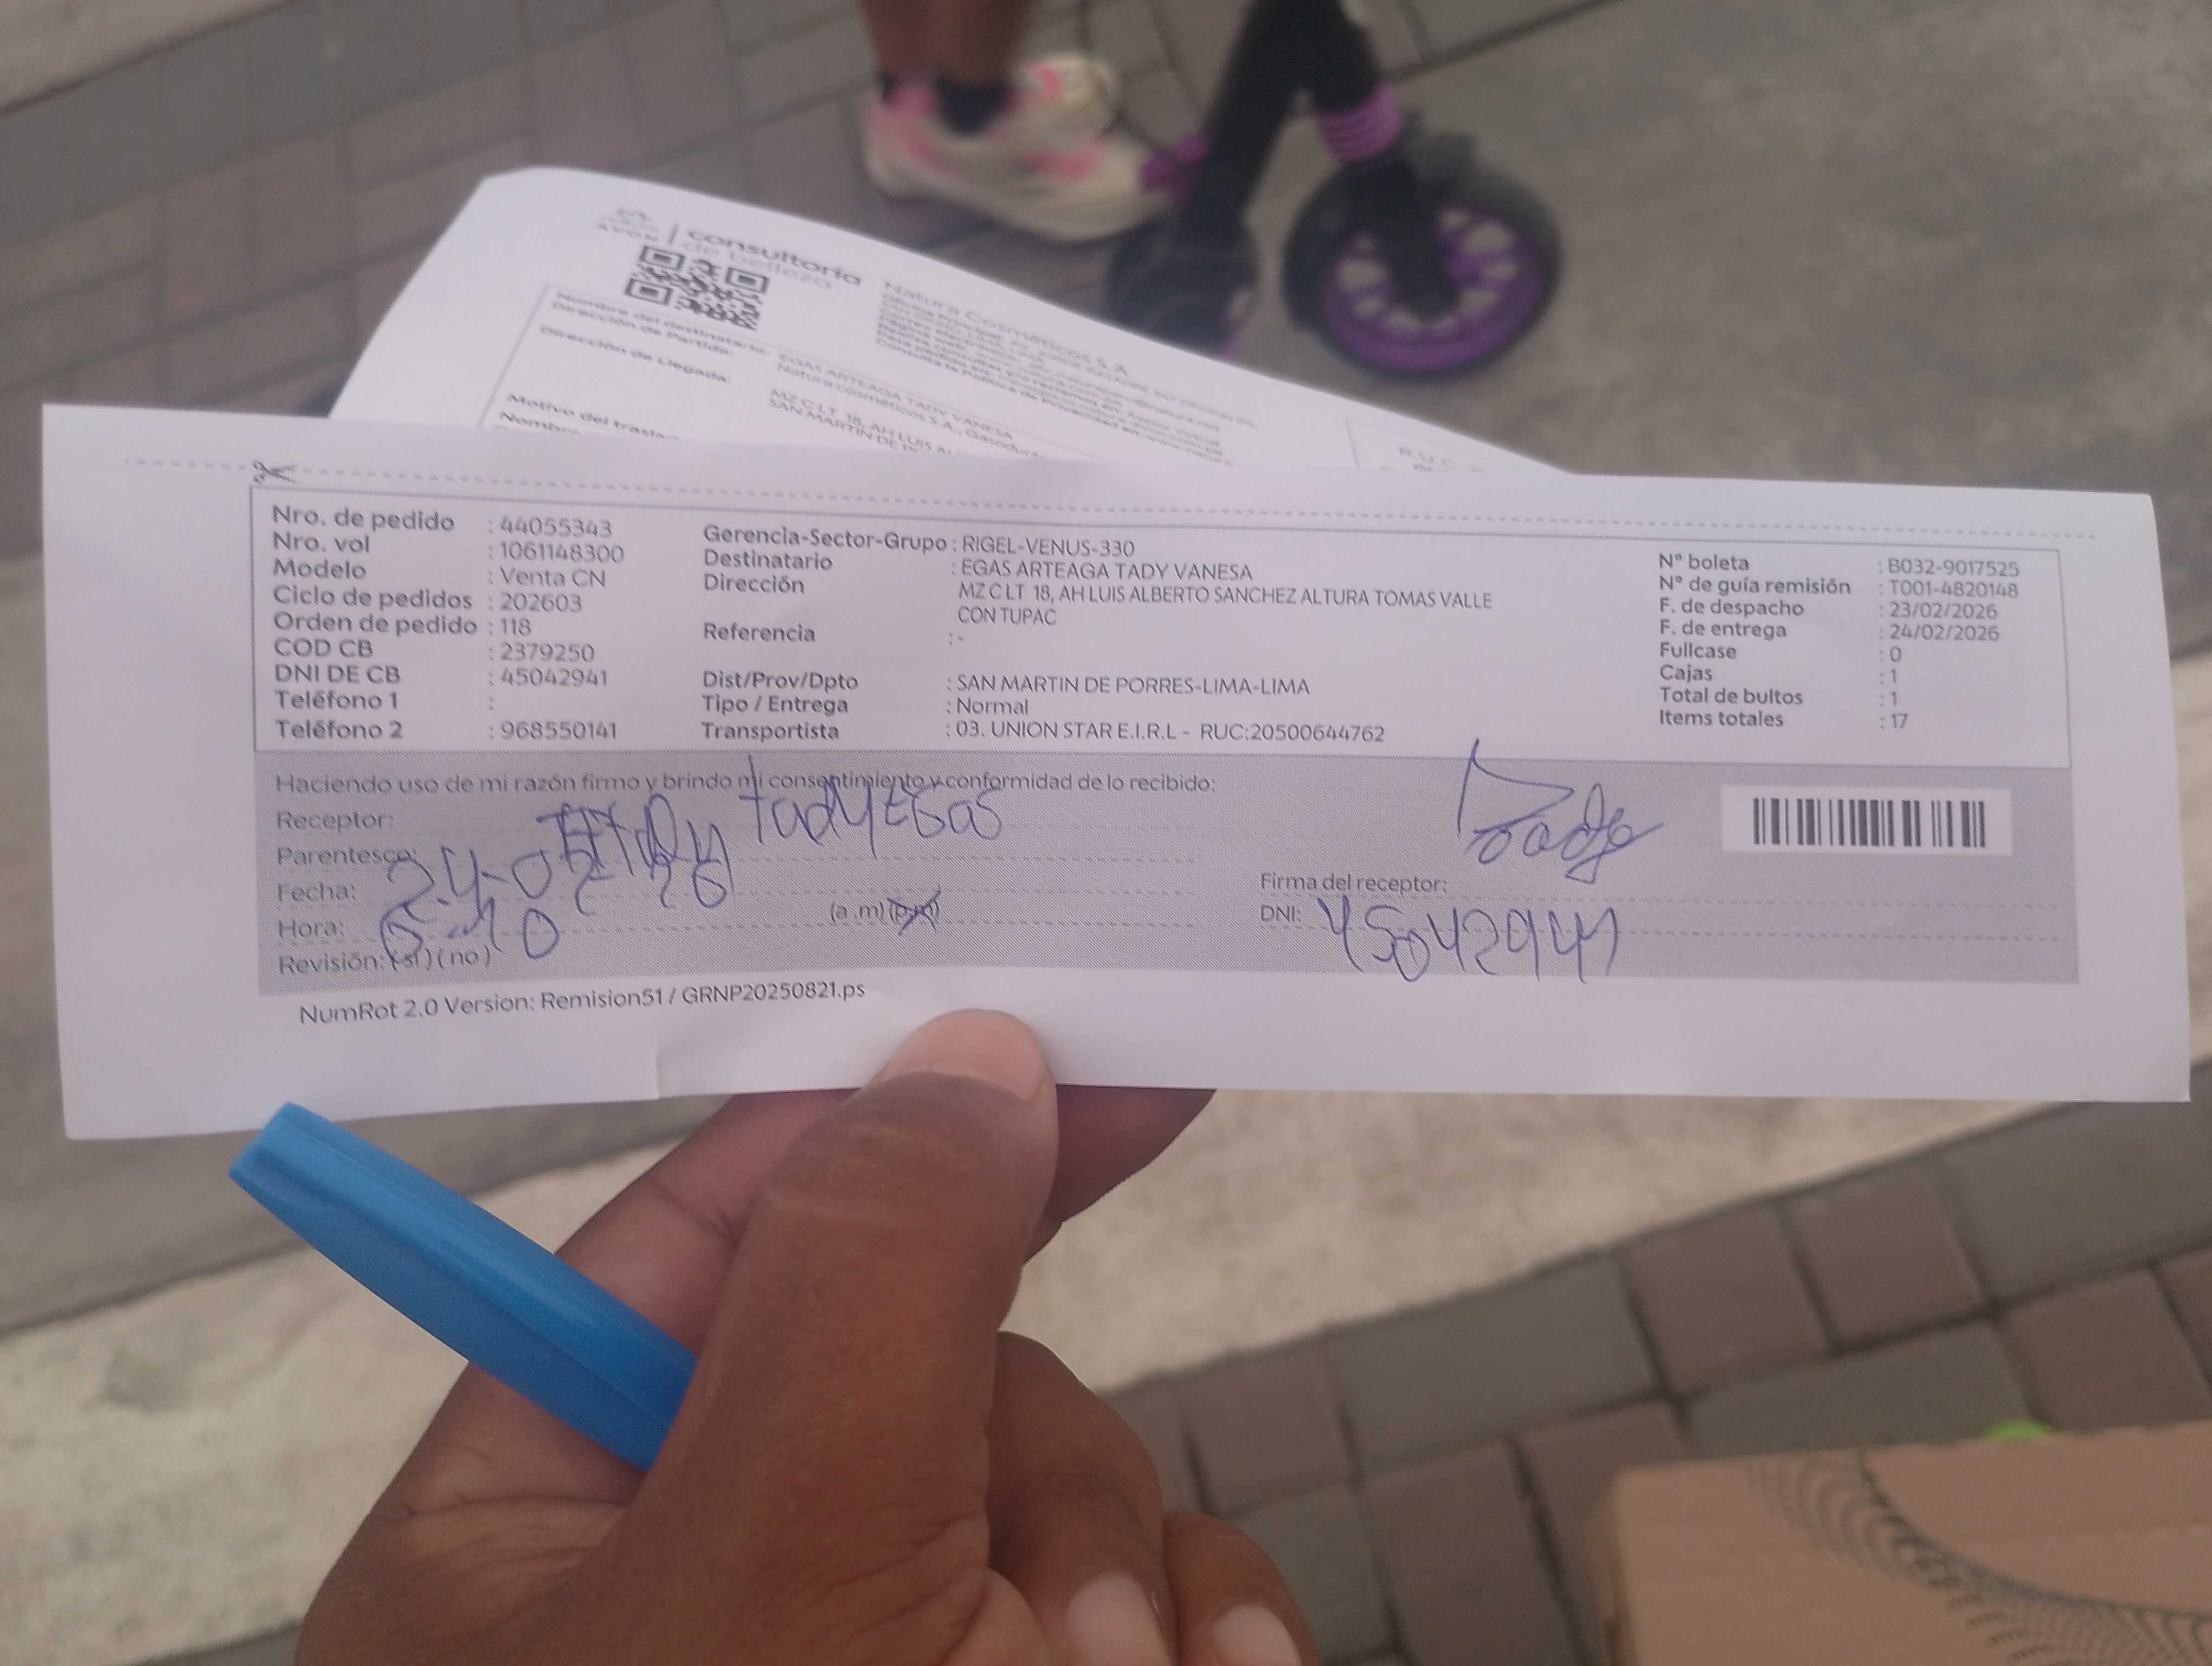 AVON | consultoría
de belleza
Natura Cosméticos S.A.
Nombre del destinatario: EGAS ARTEAGA TADY VANESA
Dirección de Partida: Natura cosméticos S.A., Gasoducto
Dirección de Llegada: MZ C LT 18, AH LUIS
SAN MARTIN DE
Motivo del trasla
Nombre
R.U.C.
Nro. de pedido : 44055343
Nro. vol : 1061148300
Modelo : Venta CN
Ciclo de pedidos : 202603
Orden de pedido : 118
COD CB : 2379250
DNI DE CB : 45042941
Teléfono 1 :
Teléfono 2 : 968550141
Gerencia-Sector-Grupo : RIGEL-VENUS-330
Destinatario : EGAS ARTEAGA TADY VANESA
Dirección MZ C LT 18, AH LUIS ALBERTO SANCHEZ ALTURA TOMAS VALLE
CON TUPAC
Referencia : -
Dist/Prov/Dpto : SAN MARTIN DE PORRES-LIMA-LIMA
Tipo / Entrega : Normal
Transportista : 03. UNION STAR E.I.R.L - RUC:20500644762
N° boleta : B032-9017525
N° de guía remisión : T001-4820148
F. de despacho : 23/02/2026
F. de entrega : 24/02/2026
Fullcase : 0
Cajas : 1
Total de bultos : 1
Items totales : 17
Haciendo uso de mi razón firmo y brindo mi consentimiento y conformidad de lo recibido:
Receptor: tady EGas
Parentesco:
Fecha: 24-02-26
Hora: 5:10 (a.m) (p.m)
Revisión: (si) (no)
Firma del receptor:
DNI: 45042941
NumRot 2.0 Version: Remision51 / GRNP20250821.ps